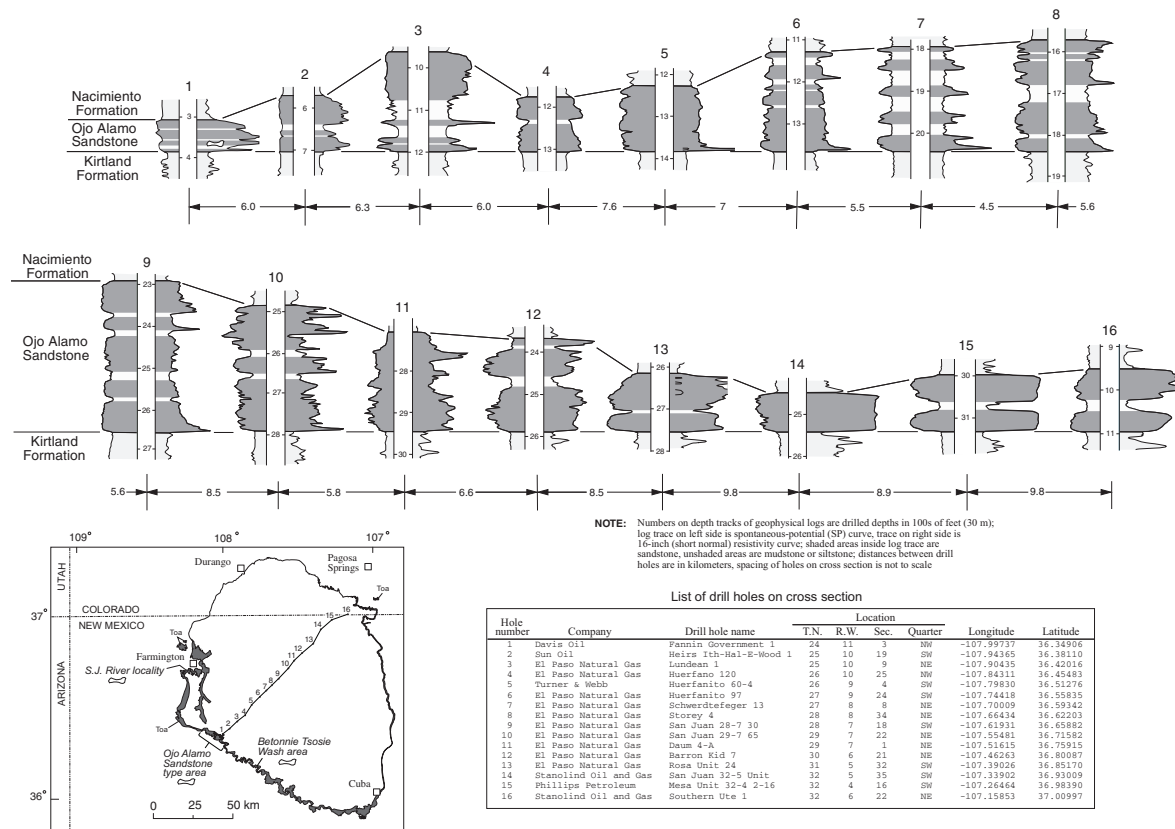 1 2 3 4 5 6 7 8
Nacimiento
Formation
Ojo Alamo
Sandstone
Kirtland
Formation
3 6 10 12 12 11 18 16
4 7 11 13 13 12 19 17
12 14 13 20 18
19
6.0 6.3 6.0 7.6 7 5.5 4.5 5.6
9 10 11 12 13 14 15 16
Nacimiento
Formation
Ojo Alamo
Sandstone
Kirtland
Formation
23 25 28 24 26 25 30 9
24 26 29 25 27 26 31 10
25 27 30 26 28 11
26 28
27
5.6 8.5 5.8 6.6 8.5 9.8 8.9 9.8
NOTE: Numbers on depth tracks of geophysical logs are drilled depths in 100s of feet (30 m);
log trace on left side is spontaneous-potential (SP) curve, trace on right side is
16-inch (short normal) resistivity curve; shaded areas inside log trace are
sandstone, unshaded areas are mudstone or siltstone; distances between drill
holes are in kilometers, spacing of holes on cross section is not to scale
109° 108° 107°
UTAH
ARIZONA
Durango
Pagosa
Springs
Toa
37°
COLORADO
NEW MEXICO
Toa
Farmington
S.J. River locality
Toa
1 2 3 4 5 6 7 8 9 10 11 12 13 14 15 16
Ojo Alamo
Sandstone
type area
Betonnie Tsosie
Wash area
Cuba
36°
0 25 50 km
List of drill holes on cross section
Location
Hole
number Company Drill hole name T.N. R.W. Sec. Quarter Longitude Latitude
1 Davis Oil Fannin Government 1 24 11 3 NW -107.99737 36.34906
2 Sun Oil Heirs Ith-Hal-E-Wood 1 25 10 19 SW -107.94365 36.38110
3 El Paso Natural Gas Lundean 1 25 10 9 NE -107.90435 36.42016
4 El Paso Natural Gas Huerfano 120 26 10 25 NW -107.84311 36.45483
5 Turner & Webb Huerfanito 60-4 26 9 4 SW -107.79830 36.51276
6 El Paso Natural Gas Huerfanito 97 27 9 24 SW -107.74418 36.55835
7 El Paso Natural Gas Schwerdtefeger 13 27 8 8 NE -107.70009 36.59342
8 El Paso Natural Gas Storey 4 28 8 34 NE -107.66434 36.62203
9 El Paso Natural Gas San Juan 28-7 30 28 7 18 SW -107.61931 36.65882
10 El Paso Natural Gas San Juan 29-7 65 29 7 22 NE -107.55481 36.71582
11 El Paso Natural Gas Daum 4-A 29 7 1 NE -107.51615 36.75915
12 El Paso Natural Gas Barron Kid 7 30 6 21 NE -107.46263 36.80087
13 El Paso Natural Gas Rosa Unit 24 31 5 32 SW -107.39026 36.85170
14 Stanolind Oil and Gas San Juan 32-5 Unit 32 5 35 SW -107.33902 36.93009
15 Phillips Petroleum Mesa Unit 32-4 2-16 32 4 16 SW -107.26464 36.98390
16 Stanolind Oil and Gas Southern Ute 1 32 6 22 NE -107.15853 37.00997